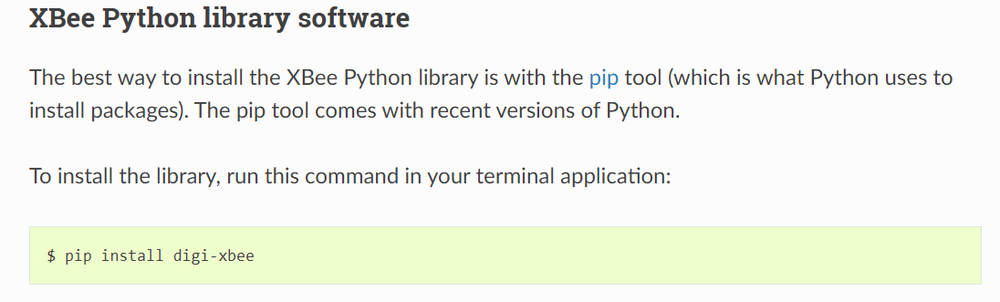 XBee Python library software
The best way to install the XBee Python library is with the pip tool (which is what Python uses to
install packages). The pip tool comes with recent versions of Python.
To install the library, run this command in your terminal application:
$ pip install digi-xbee